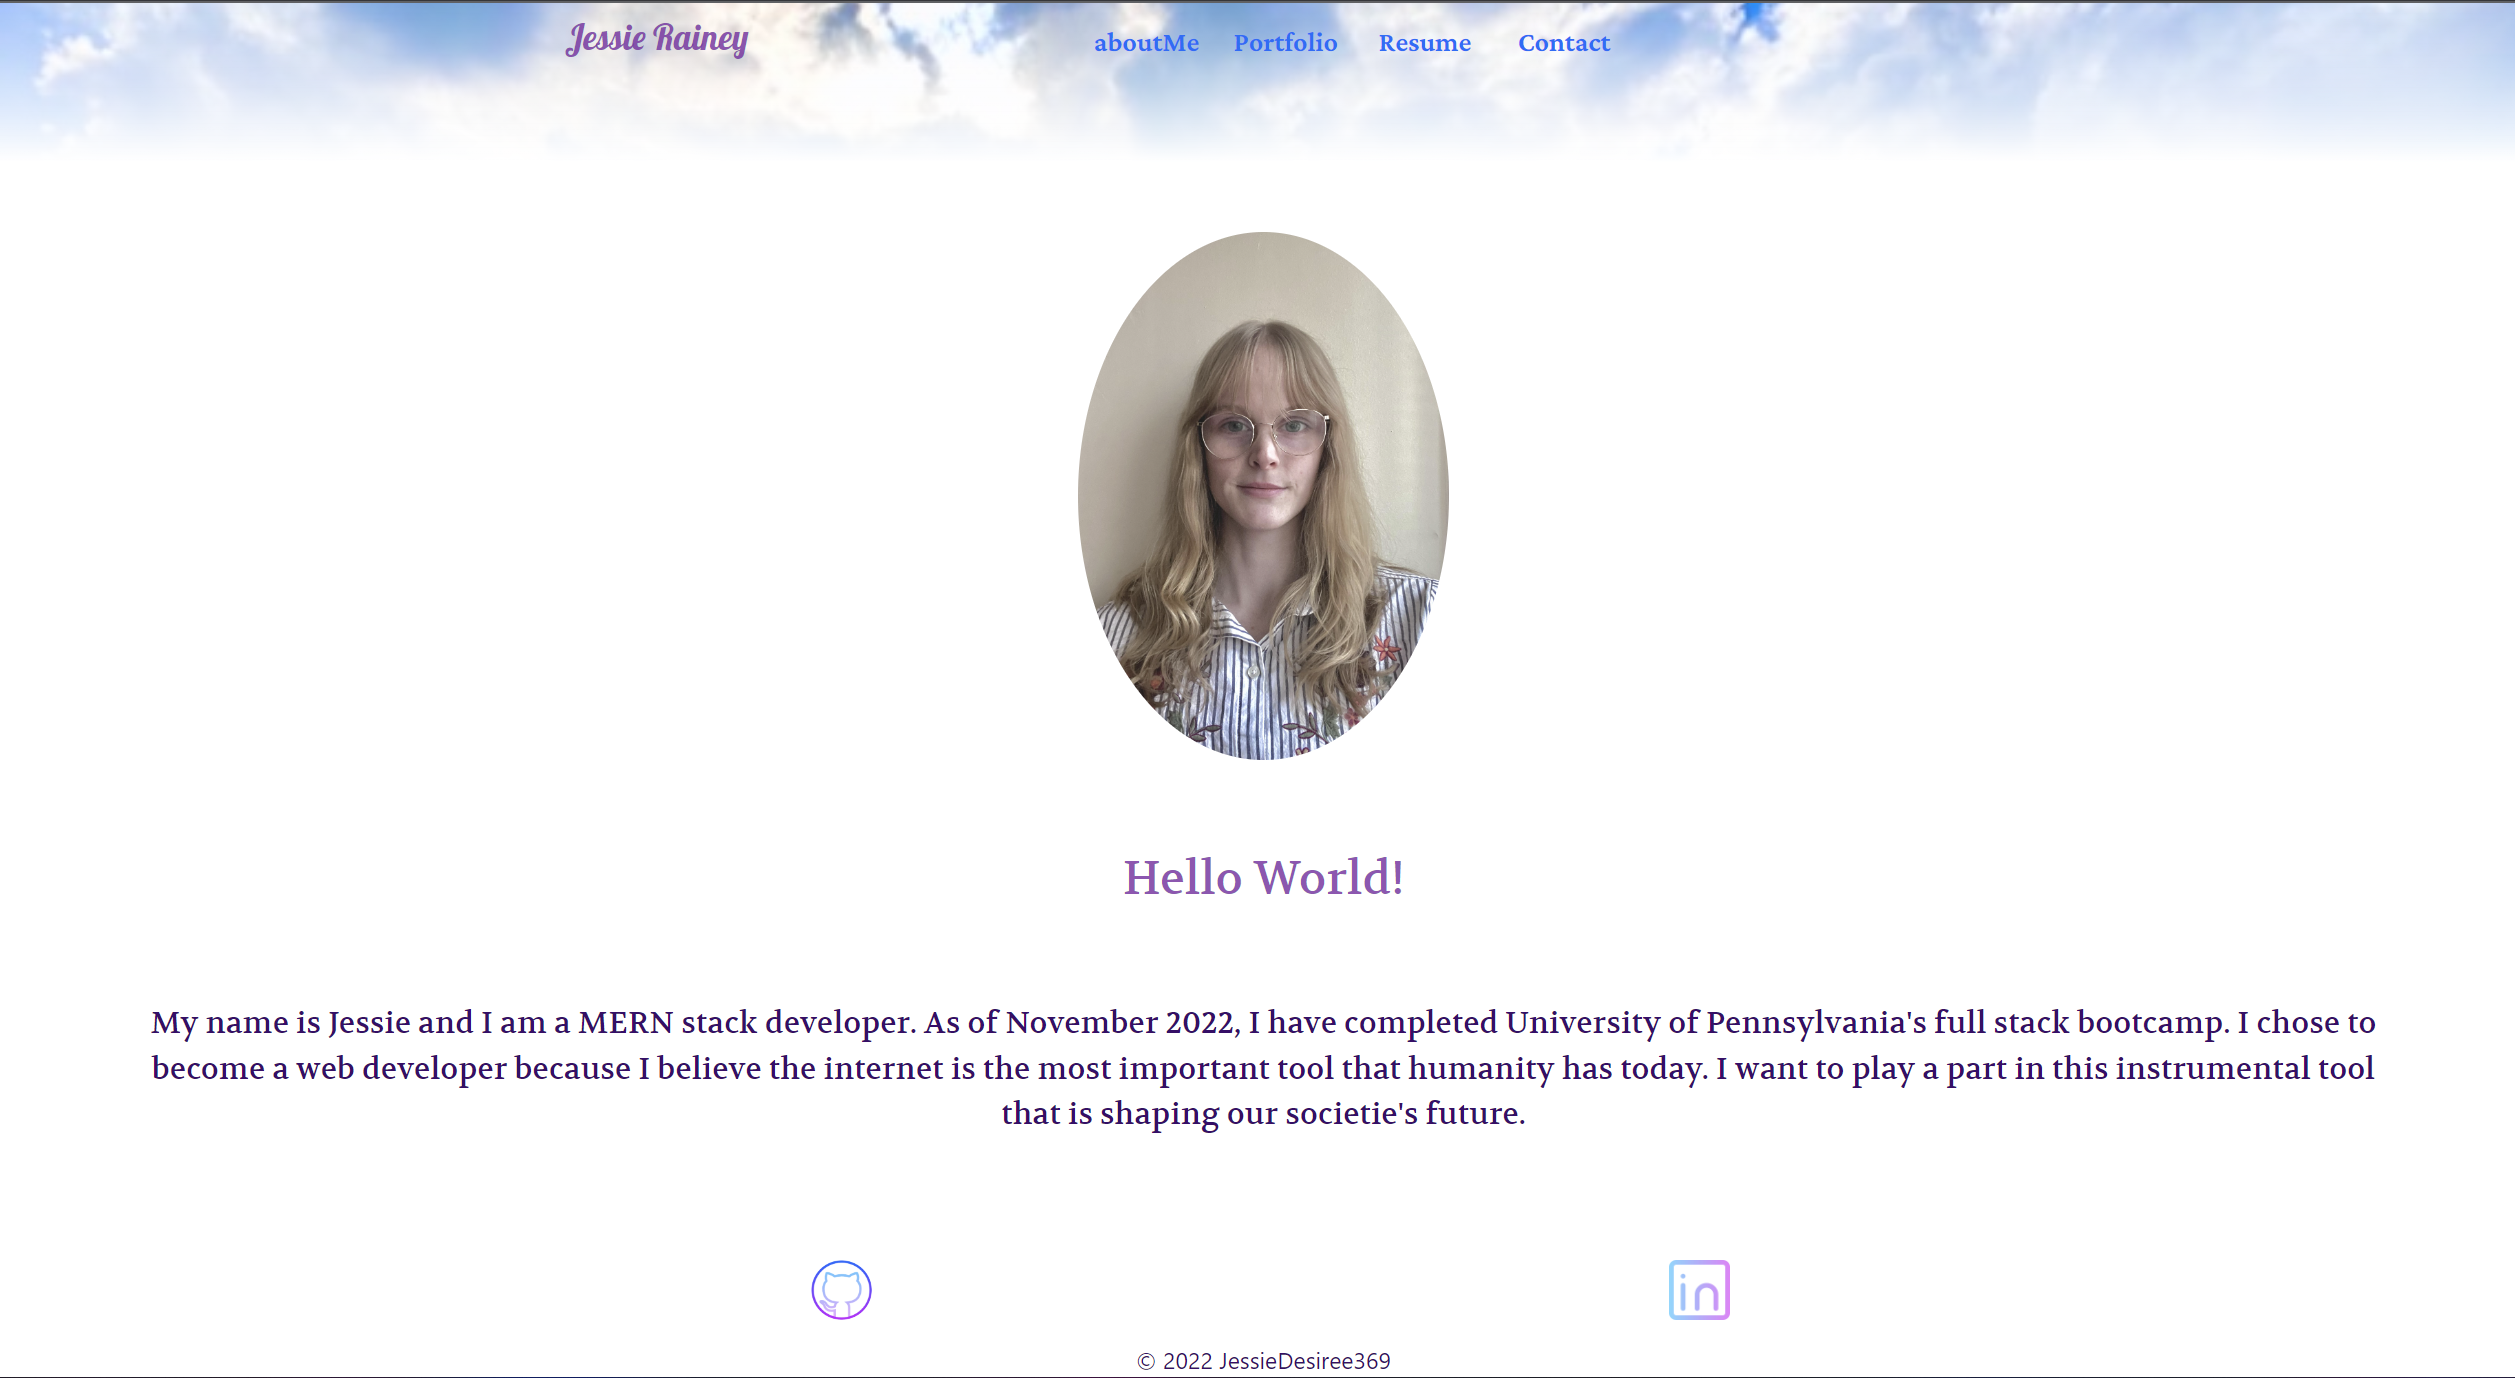 Jessie Rainey
aboutMe Portfolio Resume Contact
Hello World!
My name is Jessie and I am a MERN stack developer. As of November 2022, I have completed University of Pennsylvania's full stack bootcamp. I chose to
become a web developer because I believe the internet is the most important tool that humanity has today. I want to play a part in this instrumental tool
that is shaping our societie's future.
in
© 2022 JessieDesiree369